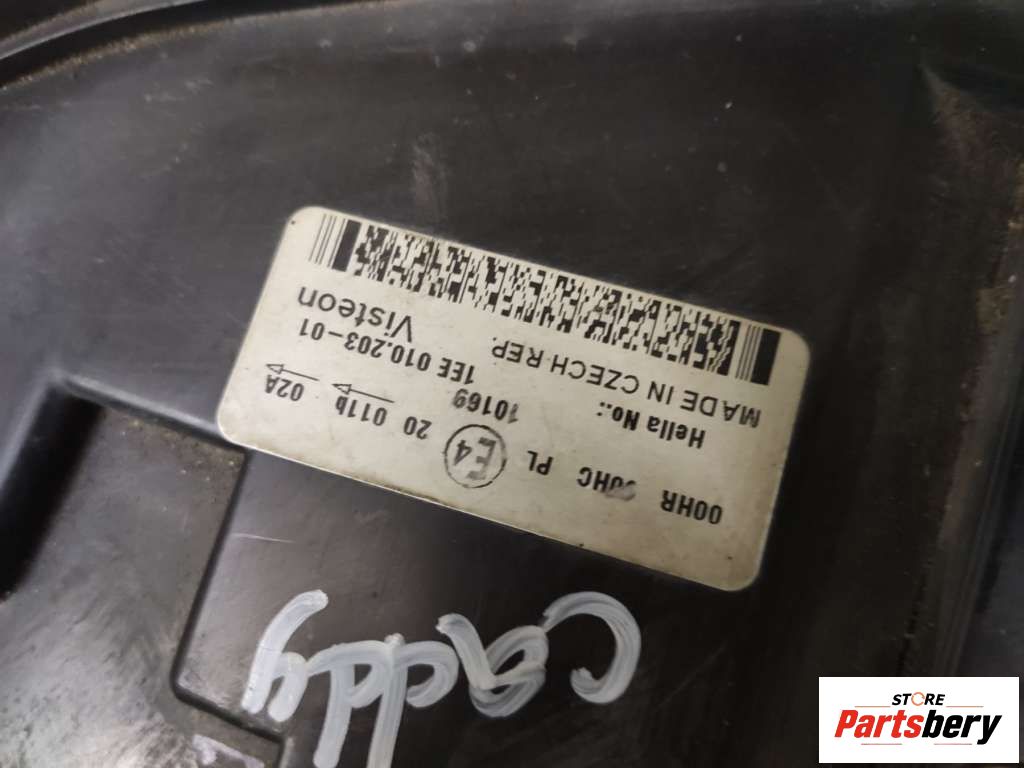 00HR 00HC PL E4 20 011b 02A
Hella No.: 10169 1EE 010.203-01
MADE IN CZECH REP. Visteon
caddy
STORE
Partsbery